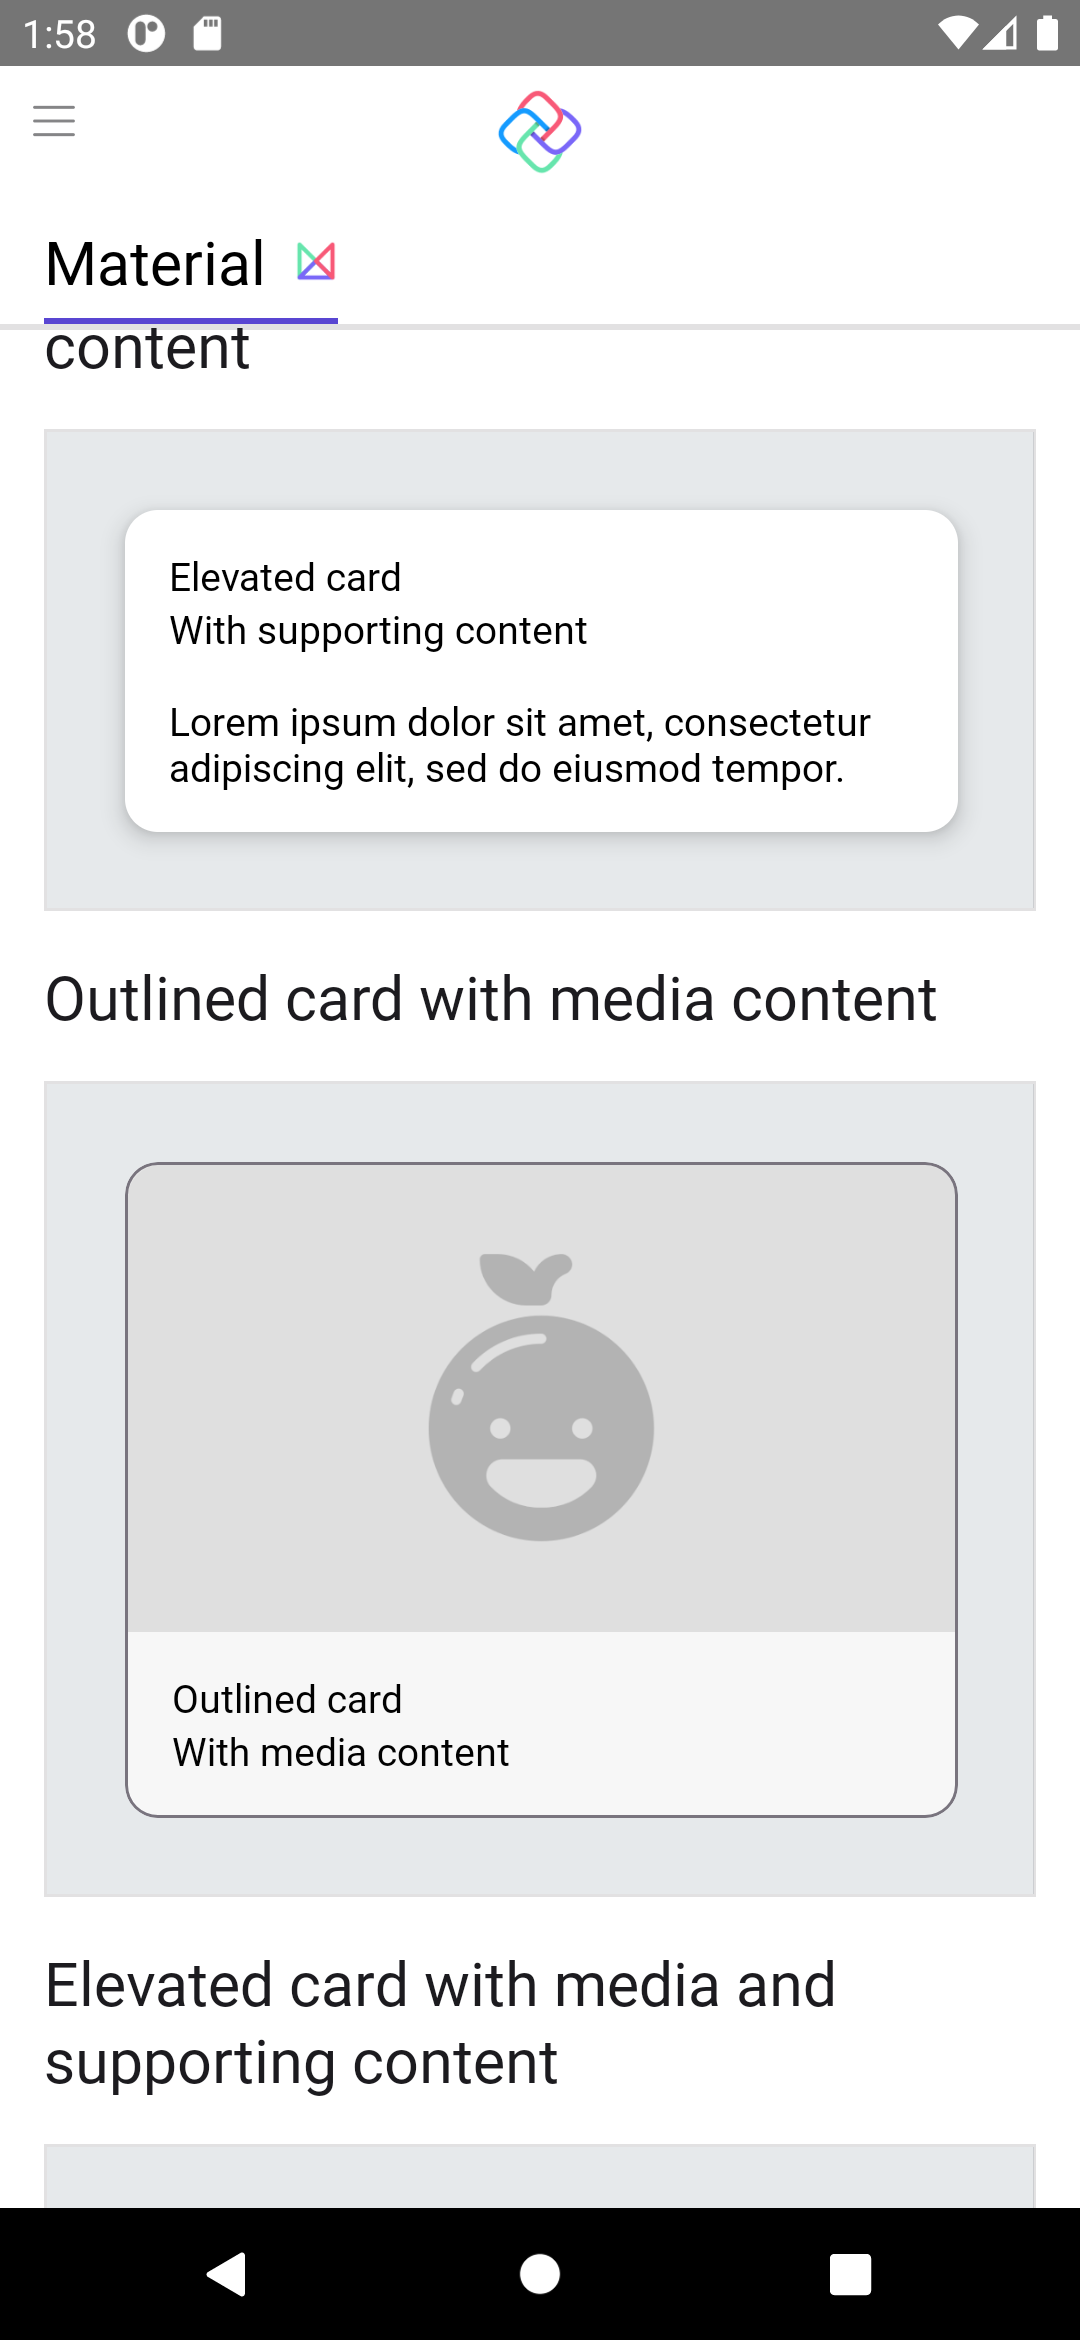 1:58
Material
content
Elevated card
With supporting content
Lorem ipsum dolor sit amet, consectetur
adipiscing elit, sed do eiusmod tempor.
Outlined card with media content
Outlined card
With media content
Elevated card with media and
supporting content